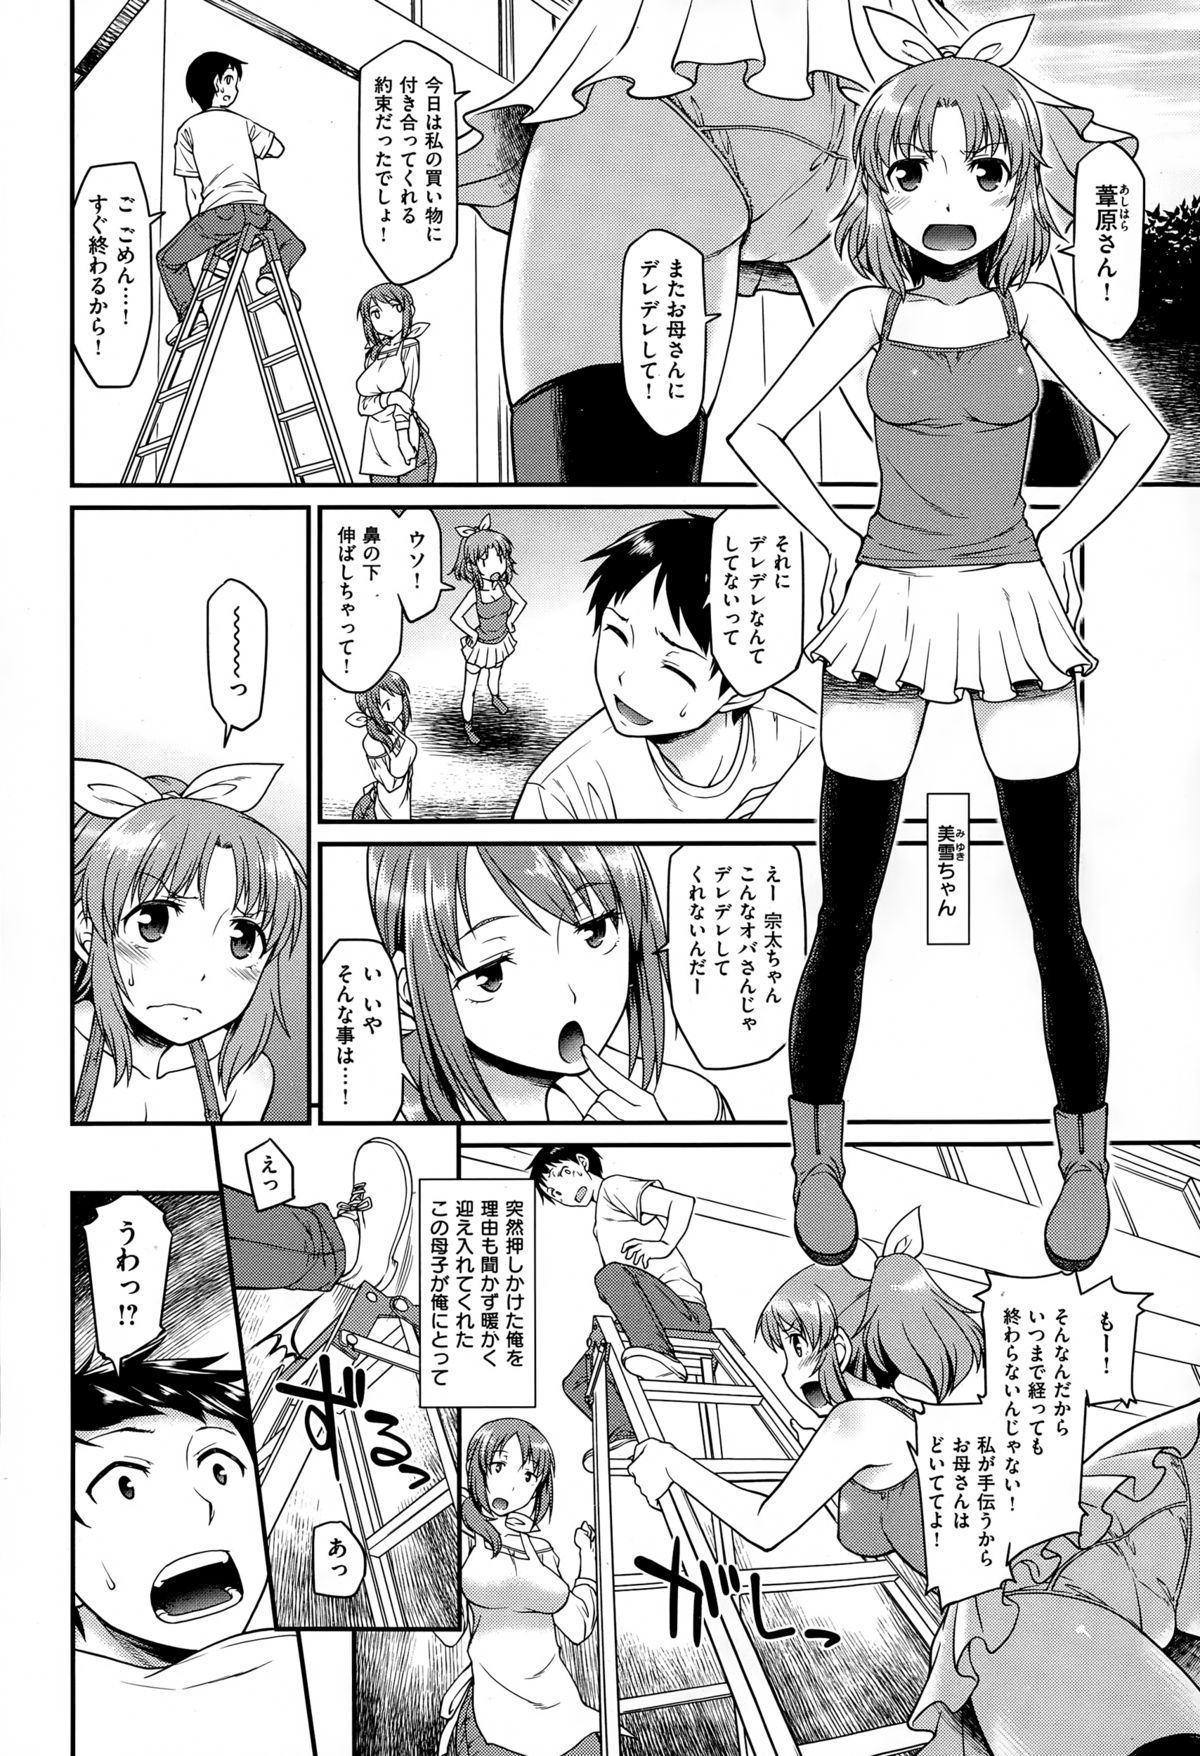 葦原さん！
あしはら
またお母さんに
デレデレして！
今日は私の買い物に
付き合ってくれる
約束だったでしょ！
ご ごめん…！
すぐ終わるから！
美雪ちゃん
みゆき
それに
デレデレなんて
してないって
ウソ！
鼻の下
伸ばしちゃって！
えー 宗太ちゃん
こんなオバさんじゃ
デレデレして
くれないんだー
い いや
そんな事は…！
～～～～っ
もー！
そんなんだから
いつまで経っても
終わらないんじゃない！
私が手伝うから
お母さんは
どいててよ！
ガシッ
突然押しかけた俺を
理由も聞かず暖かく
迎え入れてくれた
この母子が俺にとって
えっ
ずるっ
あっ
うわっ！？